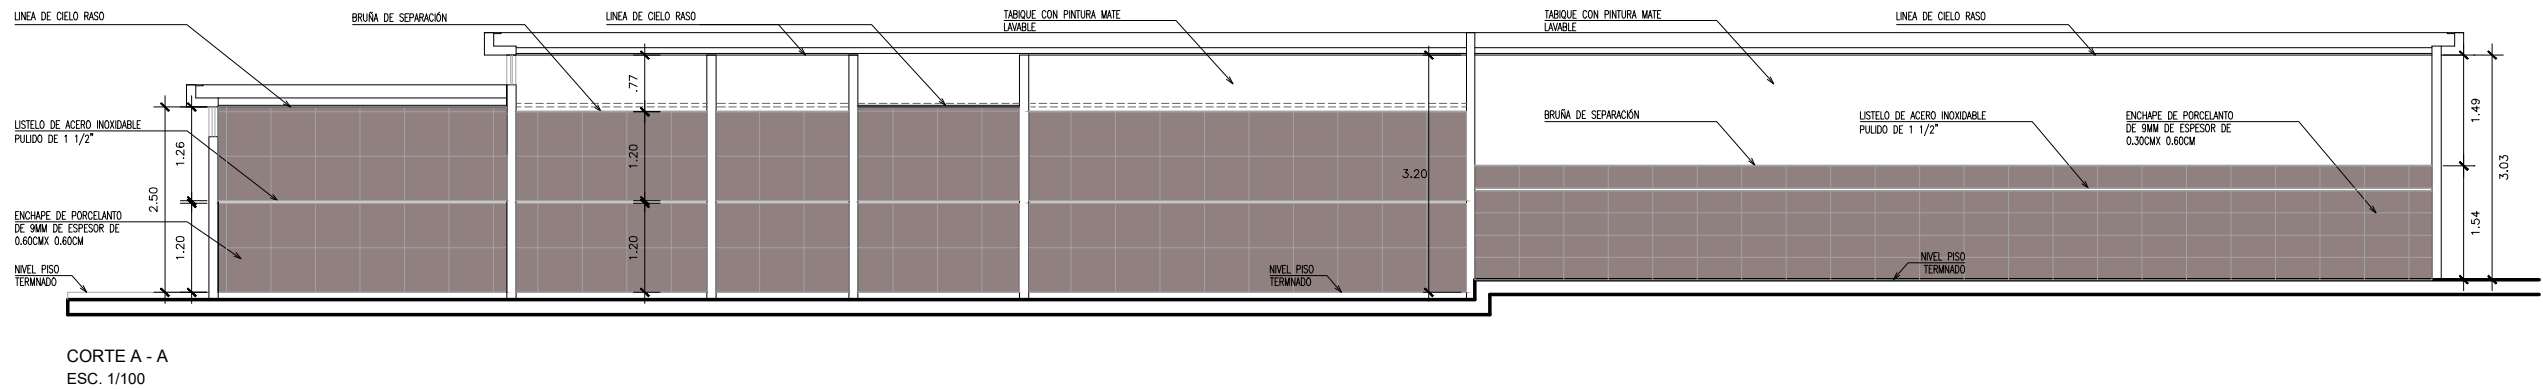 LINEA DE CIELO RASO
BRUÑA DE SEPARACIÓN
LINEA DE CIELO RASO
TABIQUE CON PINTURA MATE
LAVABLE
TABIQUE CON PINTURA MATE
LAVABLE
LINEA DE CIELO RASO
.77
1.49
LISTELO DE ACERO INOXIDABLE
PULIDO DE 1 1/2"
BRUÑA DE SEPARACIÓN
LISTELO DE ACERO INOXIDABLE
PULIDO DE 1 1/2"
ENCHAPE DE PORCELANTO
DE 9MM DE ESPESOR DE
0.30CMX 0.60CM
1.26
1.20
3.20
3.03
2.50
ENCHAPE DE PORCELANTO
DE 9MM DE ESPESOR DE
0.60CMX 0.60CM
1.20
1.20
1.54
NIVEL PISO
TERMNADO
NIVEL PISO
TERMNADO
NIVEL PISO
TERMNADO
CORTE A - A
ESC. 1/100